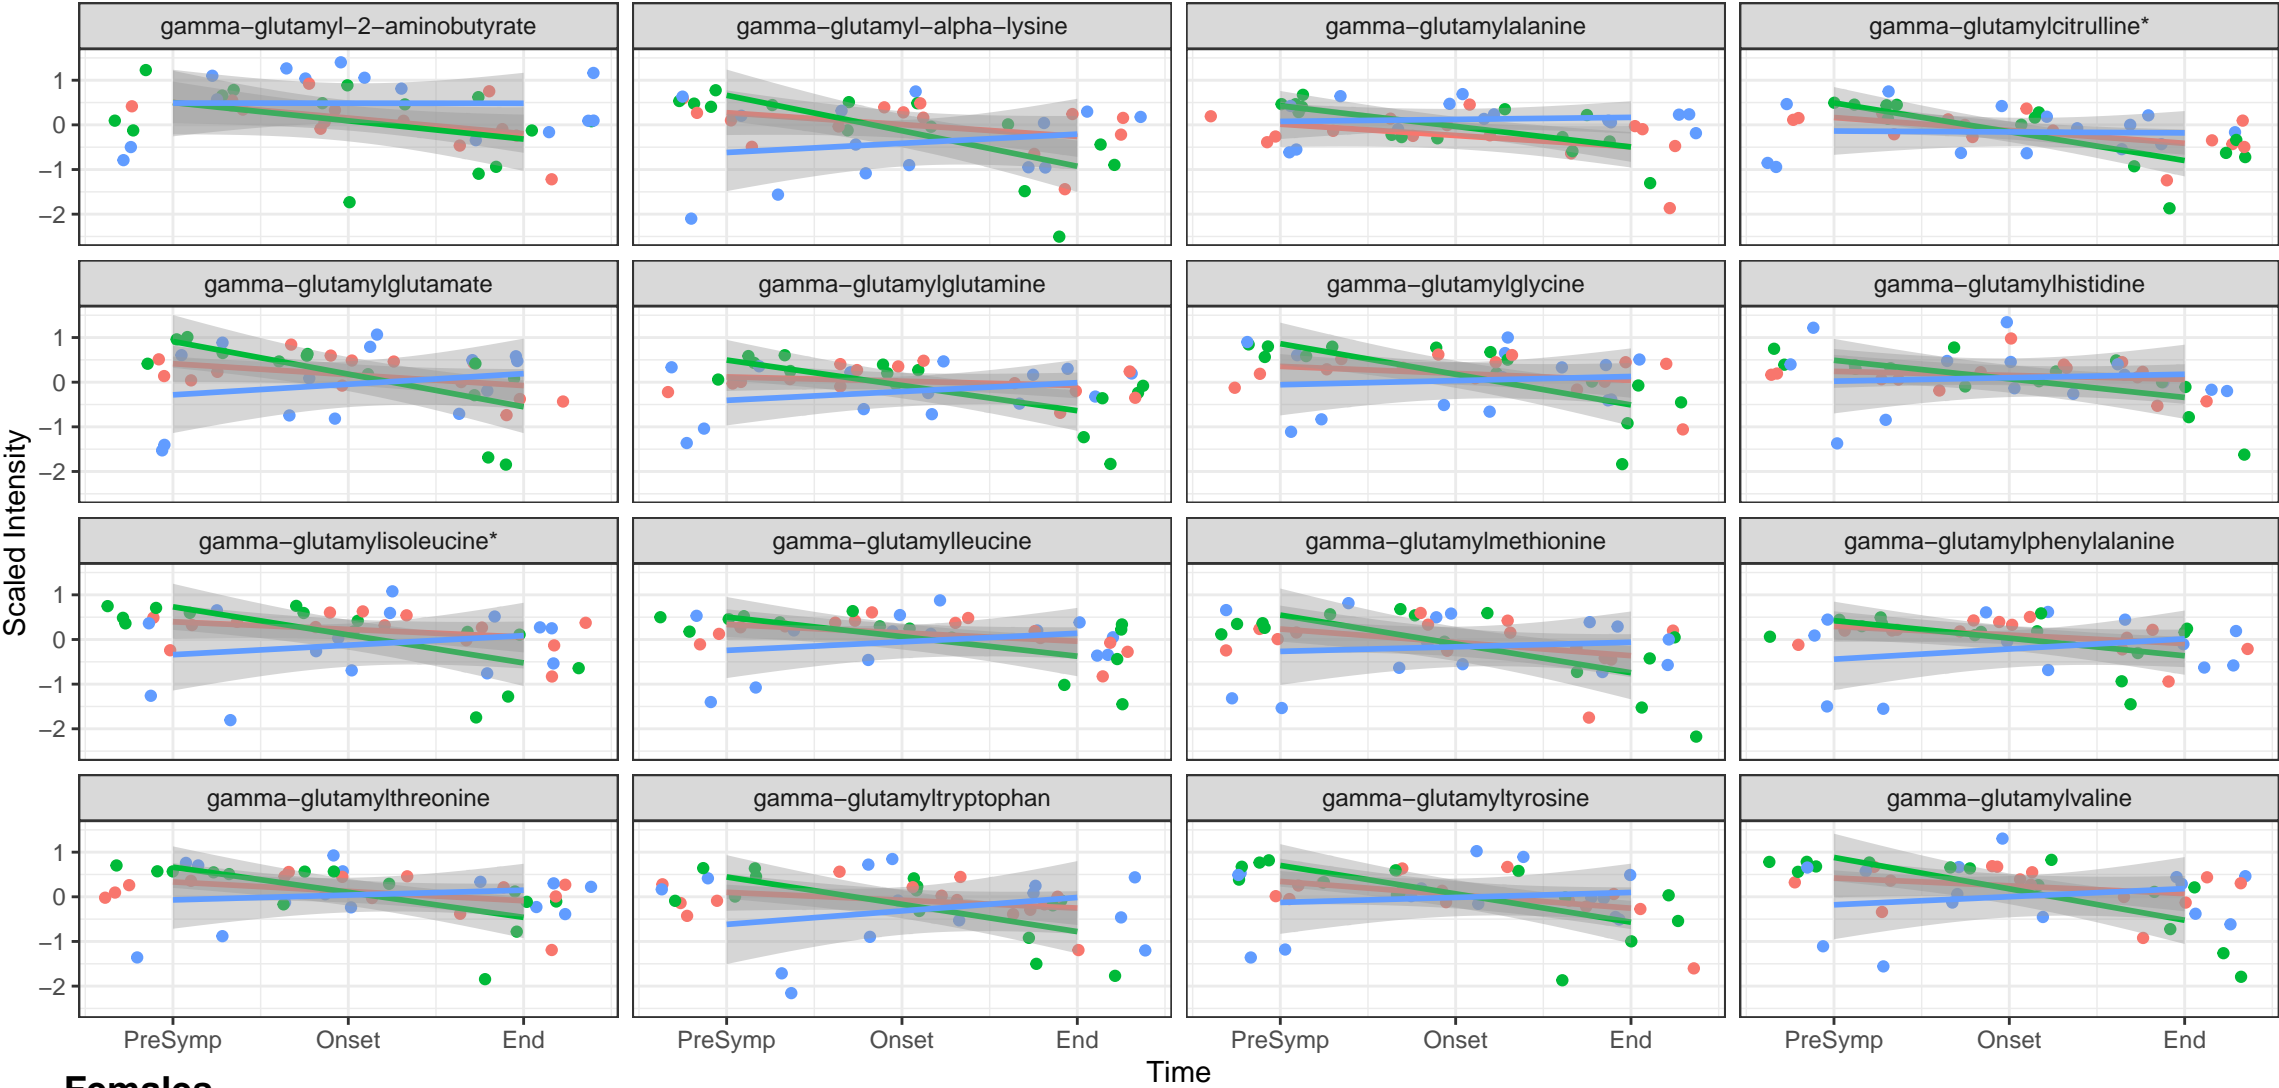 gamma−glutamyl−2−aminobutyrate gamma−glutamyl−alpha−lysine gamma−glutamylalanine gamma−glutamylcitrulline*
1
0
−1
−2
gamma−glutamylglutamate gamma−glutamylglutamine gamma−glutamylglycine gamma−glutamylhistidine
1
0
−1
−2
Scaled Intensity
gamma−glutamylisoleucine* gamma−glutamylleucine gamma−glutamylmethionine gamma−glutamylphenylalanine
1
0
−1
−2
gamma−glutamylthreonine gamma−glutamyltryptophan gamma−glutamyltyrosine gamma−glutamylvaline
1
0
−1
−2
PreSymp Onset End PreSymp Onset End PreSymp Onset End PreSymp Onset End
Time
Females